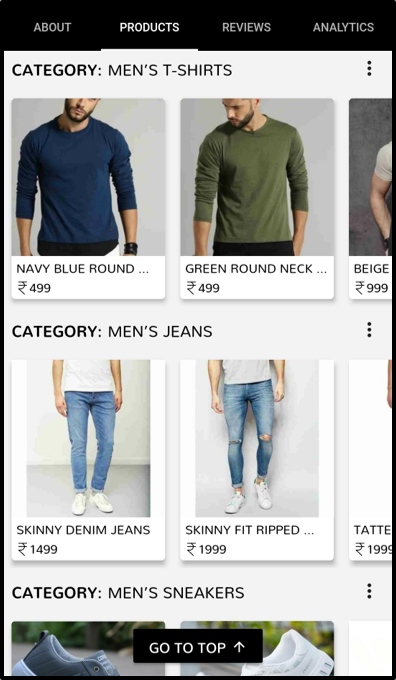 ABOUT PRODUCTS REVIEWS ANALYTICS
CATEGORY: MEN'S T-SHIRTS
NAVY BLUE ROUND ... GREEN ROUND NECK ... BEIGE
₹499 ₹499 ₹999
CATEGORY: MEN'S JEANS
SKINNY DENIM JEANS SKINNY FIT RIPPED ... TATTE
₹1499 ₹1999 ₹1999
CATEGORY: MEN'S SNEAKERS
GO TO TOP ↑